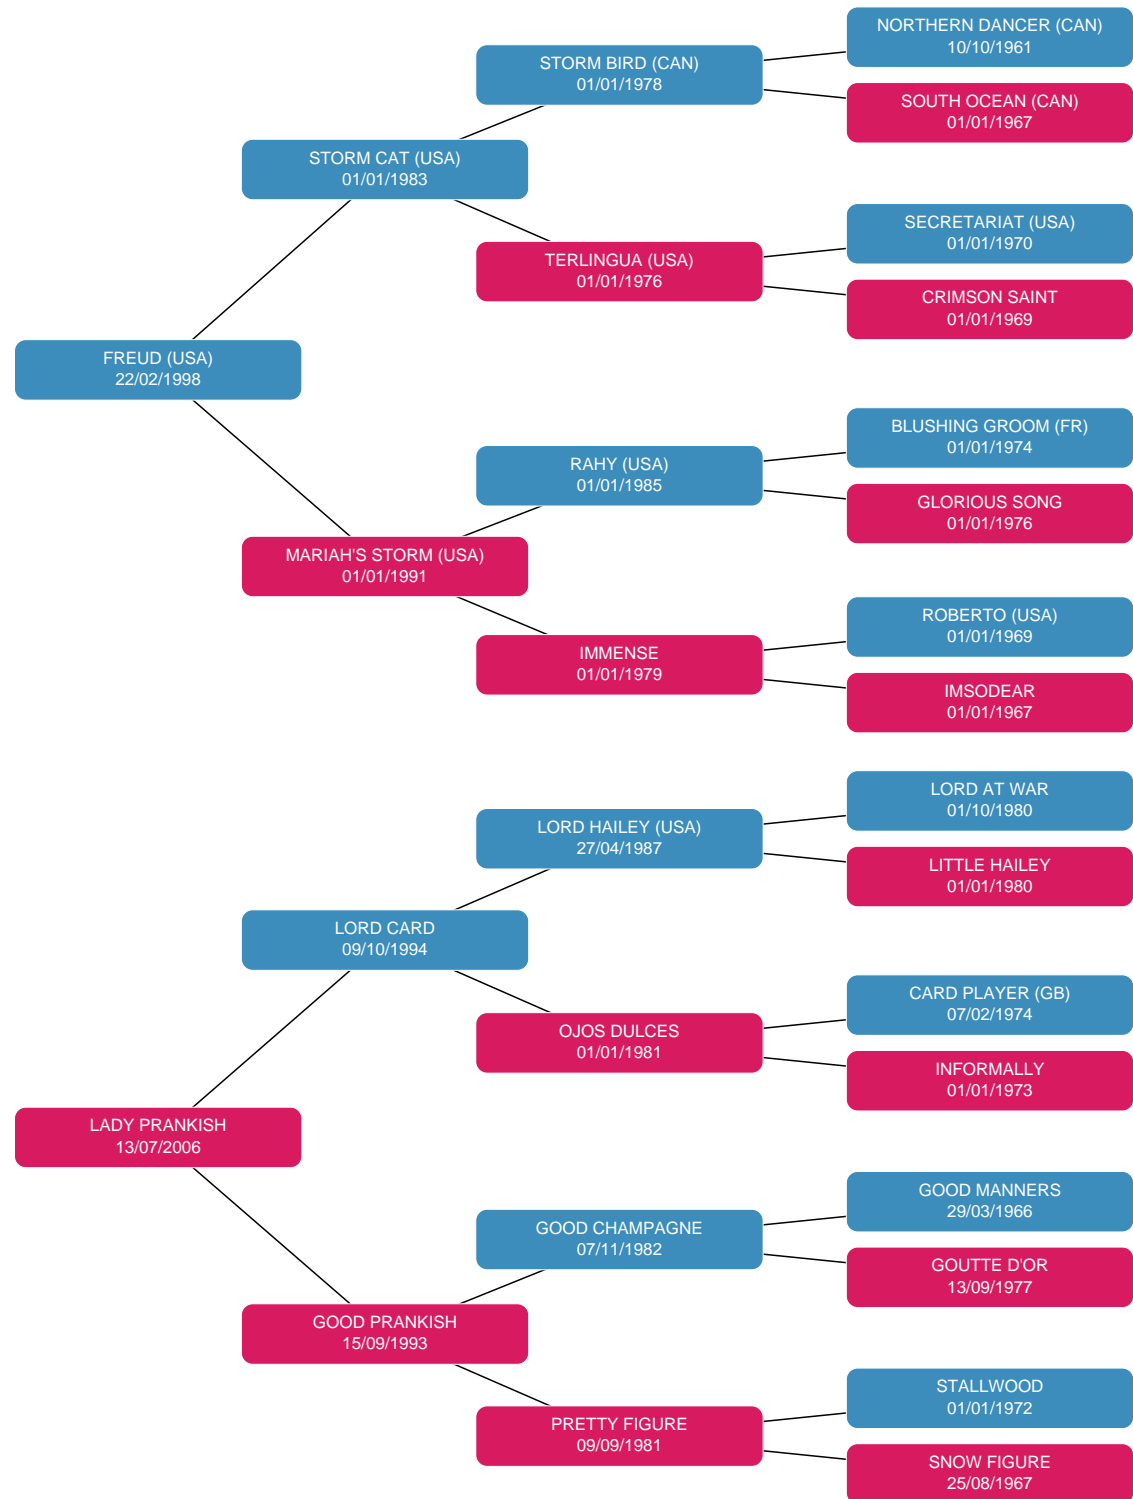 NORTHERN DANCER (CAN)
10/10/1961
STORM BIRD (CAN)
01/01/1978
SOUTH OCEAN (CAN)
01/01/1967
STORM CAT (USA)
01/01/1983
SECRETARIAT (USA)
01/01/1970
TERLINGUA (USA)
01/01/1976
CRIMSON SAINT
01/01/1969
FREUD (USA)
22/02/1998
BLUSHING GROOM (FR)
01/01/1974
RAHY (USA)
01/01/1985
GLORIOUS SONG
01/01/1976
MARIAH'S STORM (USA)
01/01/1991
ROBERTO (USA)
01/01/1969
IMMENSE
01/01/1979
IMSODEAR
01/01/1967
LORD AT WAR
01/10/1980
LORD HAILEY (USA)
27/04/1987
LITTLE HAILEY
01/01/1980
LORD CARD
09/10/1994
CARD PLAYER (GB)
07/02/1974
OJOS DULCES
01/01/1981
INFORMALLY
01/01/1973
LADY PRANKISH
13/07/2006
GOOD MANNERS
29/03/1966
GOOD CHAMPAGNE
07/11/1982
GOUTTE D'OR
13/09/1977
GOOD PRANKISH
15/09/1993
STALLWOOD
01/01/1972
PRETTY FIGURE
09/09/1981
SNOW FIGURE
25/08/1967